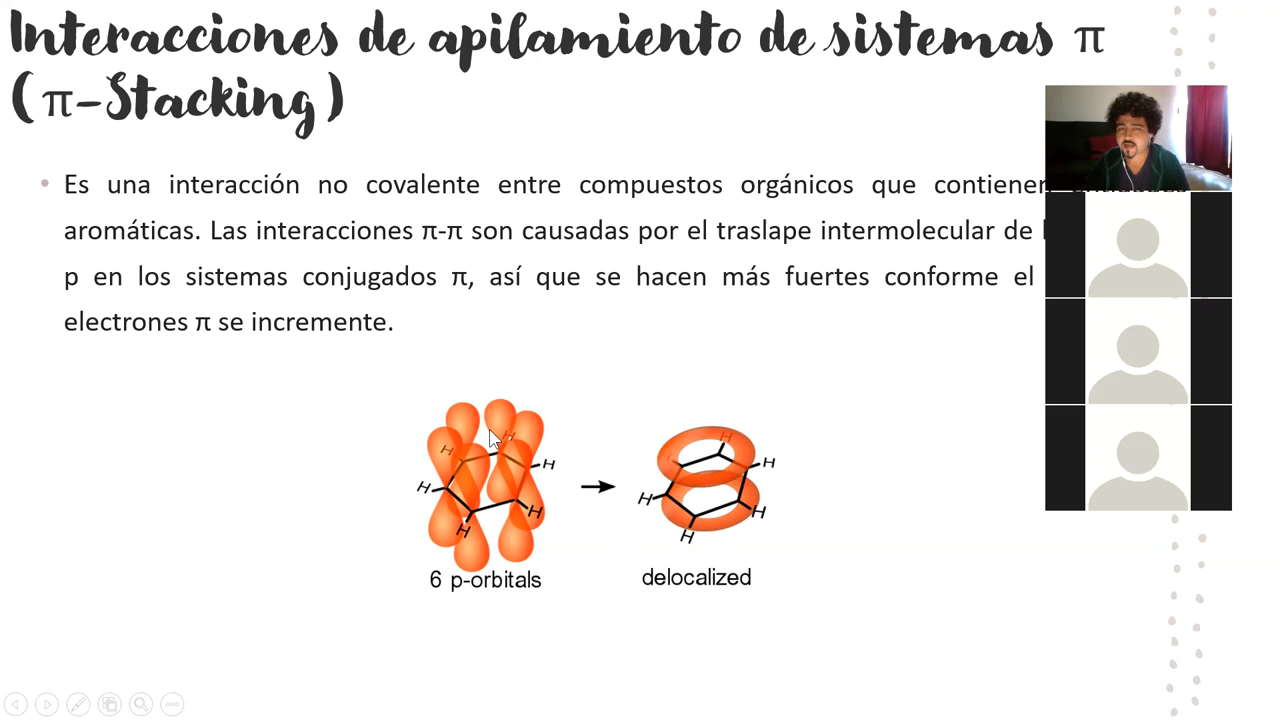 Interacciones de apilamiento de sistemas π
(π-Stacking)
• Es una interacción no covalente entre compuestos orgánicos que contienen
aromáticas. Las interacciones π-π son causadas por el traslape intermolecular de
p en los sistemas conjugados π, así que se hacen más fuertes conforme el
electrones π se incremente.
H H H H H H
H H H H H
6 p-orbitals
delocalized